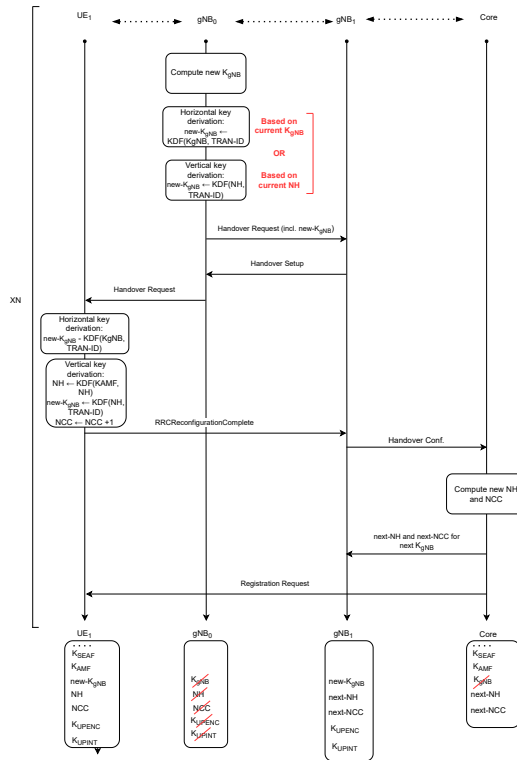 UE1
gNB0
gNB1
Core
Compute new KgNB
Horizontal key
derivation:
new-KgNB ←
KDF(KgNB, TRAN-ID
Based on
current KgNB
OR
Vertical key
derivation:
new-KgNB ← KDF(NH,
TRAN-ID)
Based on
current NH
Handover Request (incl. new-KgNB)
Handover Setup
Handover Request
XN
Horizontal key
derivation:
new-KgNB - KDF(KgNB,
TRAN-ID)
Vertical key
derivation:
NH ← KDF(KAMF,
NH)
new-KgNB ← KDF(NH,
TRAN-ID)
NCC ← NCC +1
RRCReconfigurationComplete
Handover Conf.
Compute new NH
and NCC
next-NH and next-NCC for
next KgNB
Registration Request
UE1
gNB0
gNB1
Core
....
KSEAF
KAMF
new-KgNB
NH
NCC
KUPENC
KUPINT
KgNB
NH
NCC
KUPENC
KUPINT
new-KgNB
next-NH
next-NCC
KUPENC
KUPINT
....
KSEAF
KAMF
KgNB
next-NH
next-NCC